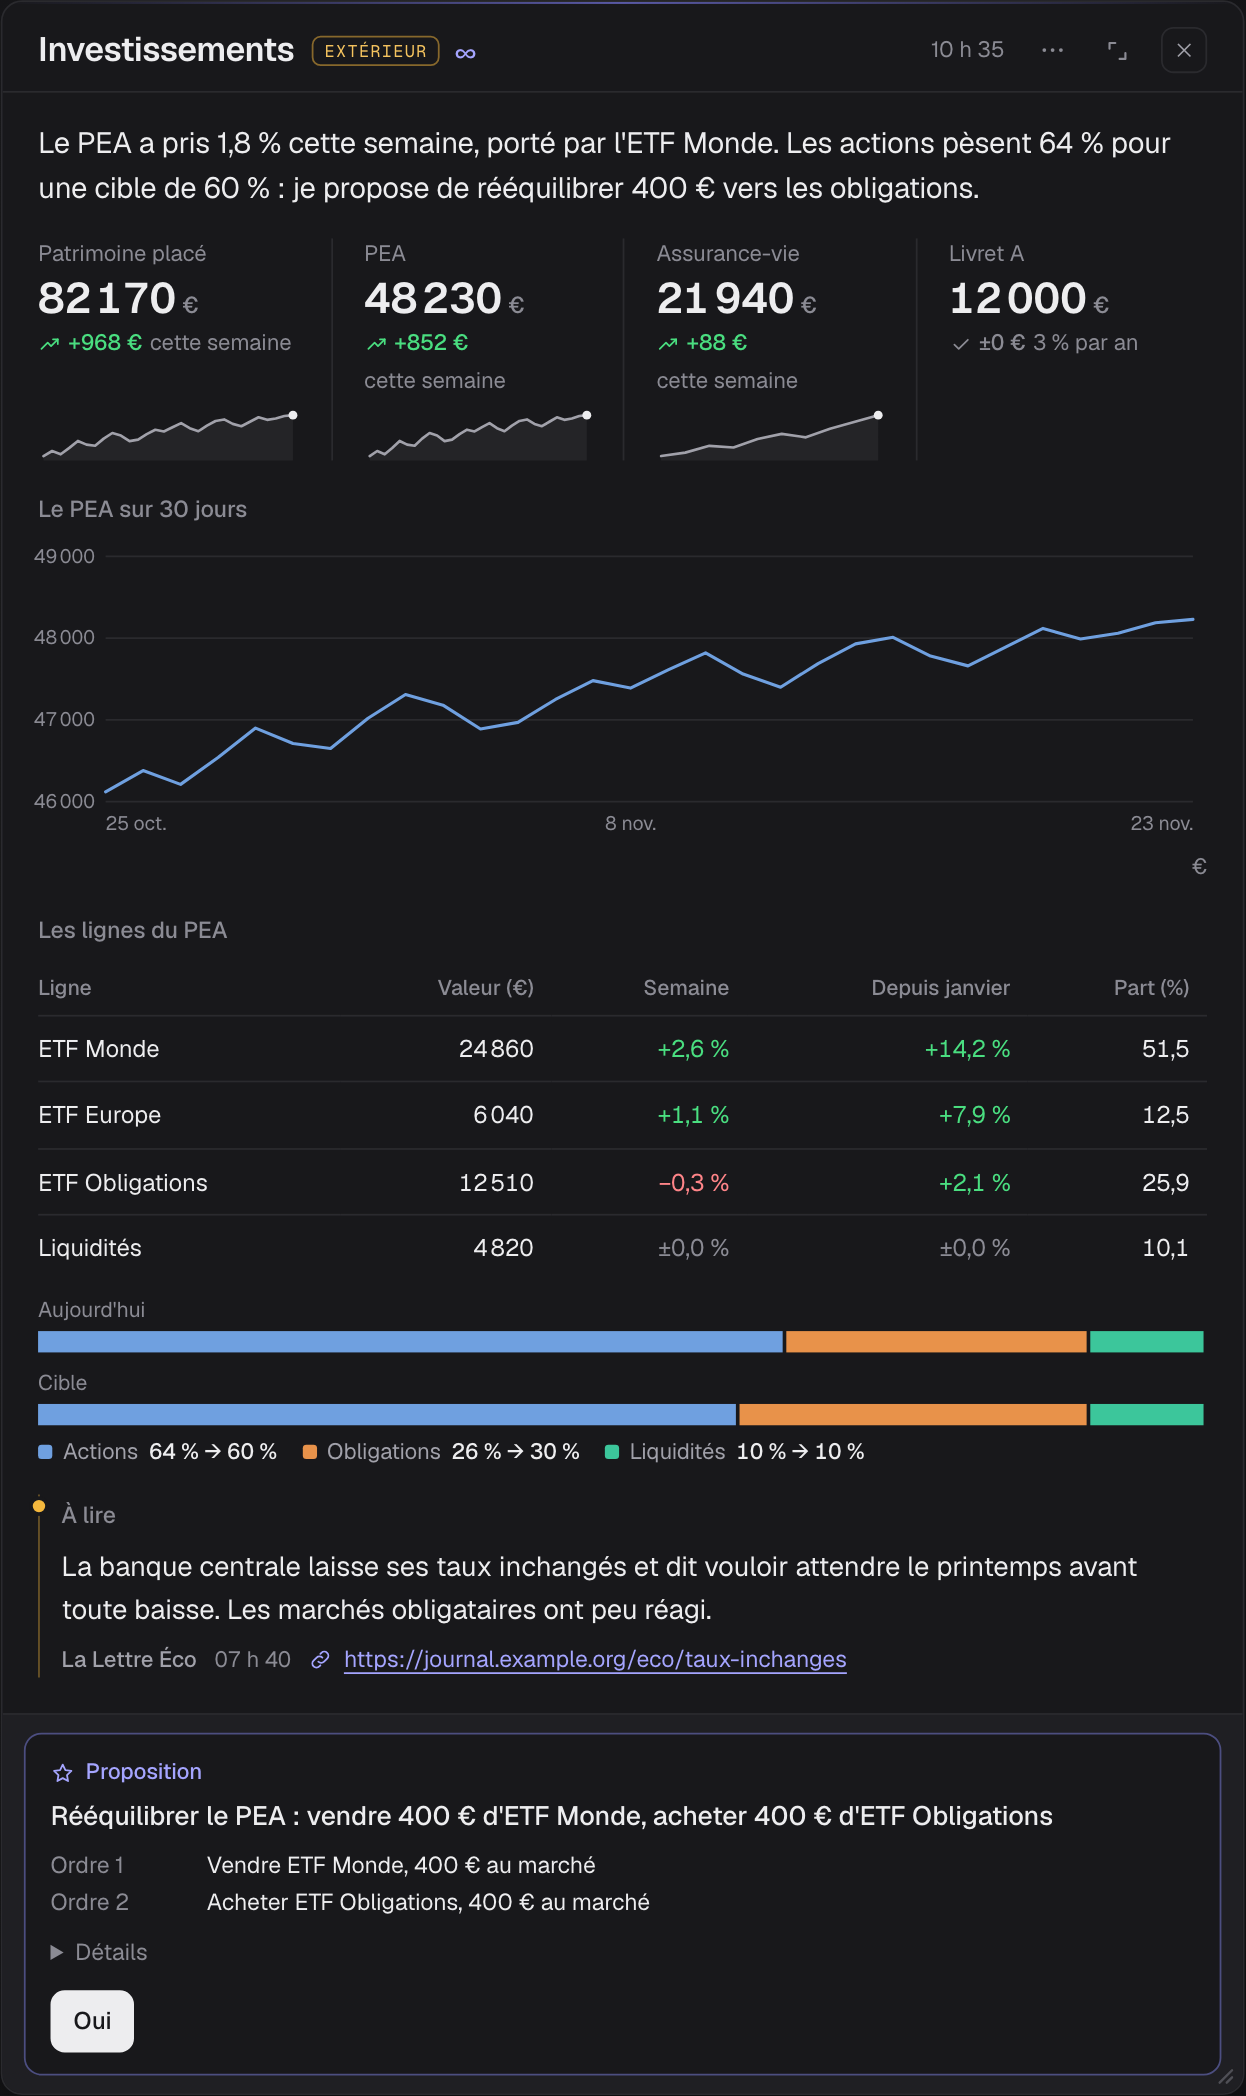 Investissements EXTÉRIEUR ∞ 10 h 35
Le PEA a pris 1,8 % cette semaine, porté par l'ETF Monde. Les actions pèsent 64 % pour
une cible de 60 % : je propose de rééquilibrer 400 € vers les obligations.
Patrimoine placé
82 170 €
+968 € cette semaine
PEA
48 230 €
+852 €
cette semaine
Assurance-vie
21 940 €
+88 €
cette semaine
Livret A
12 000 €
±0 € 3 % par an
Le PEA sur 30 jours
49 000
48 000
47 000
46 000
25 oct. 8 nov. 23 nov.
€
Les lignes du PEA
Ligne Valeur (€) Semaine Depuis janvier Part (%)
ETF Monde 24 860 +2,6 % +14,2 % 51,5
ETF Europe 6 040 +1,1 % +7,9 % 12,5
ETF Obligations 12 510 −0,3 % +2,1 % 25,9
Liquidités 4 820 ±0,0 % ±0,0 % 10,1
Aujourd'hui
Cible
Actions 64 % → 60 % Obligations 26 % → 30 % Liquidités 10 % → 10 %
À lire
La banque centrale laisse ses taux inchangés et dit vouloir attendre le printemps avant
toute baisse. Les marchés obligataires ont peu réagi.
La Lettre Éco 07 h 40 https://journal.example.org/eco/taux-inchanges
Proposition
Rééquilibrer le PEA : vendre 400 € d'ETF Monde, acheter 400 € d'ETF Obligations
Ordre 1 Vendre ETF Monde, 400 € au marché
Ordre 2 Acheter ETF Obligations, 400 € au marché
Détails
Oui